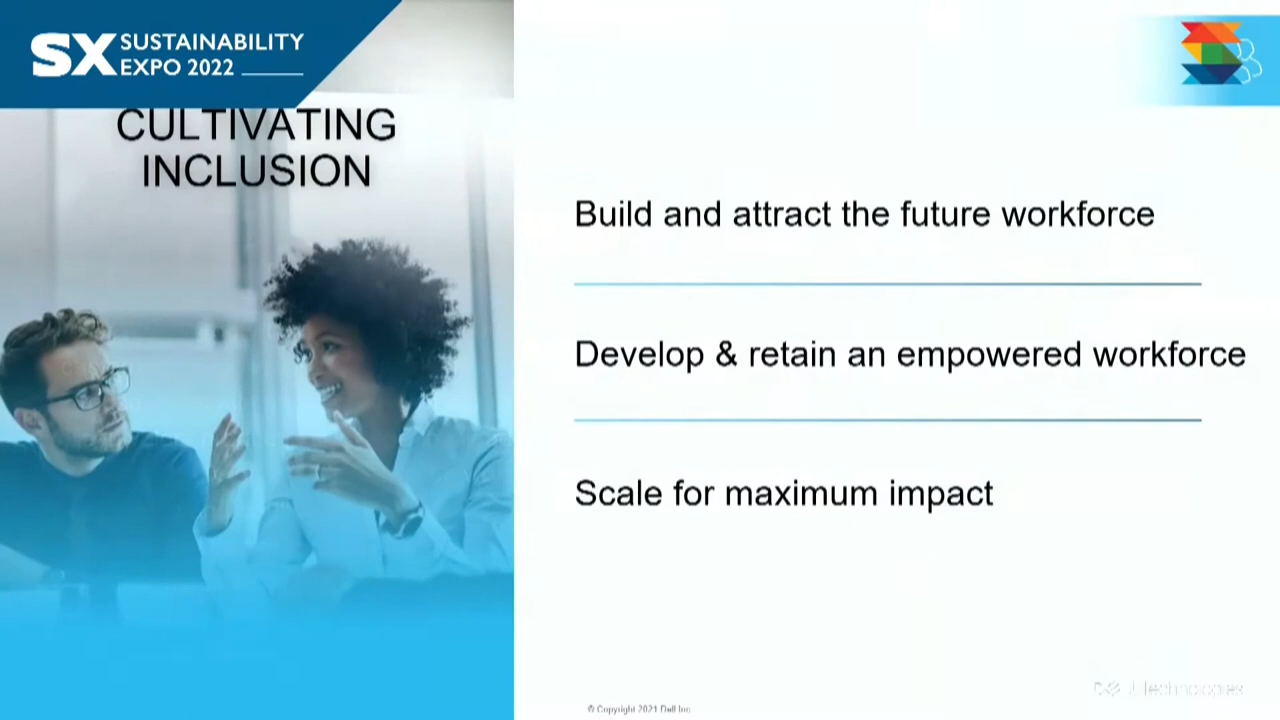 SX SUSTAINABILITY
EXPO 2022
CULTIVATING
INCLUSION
Build and attract the future workforce
Develop & retain an empowered workforce
Scale for maximum impact
© Copyright 2021 Dell Inc
Technologies